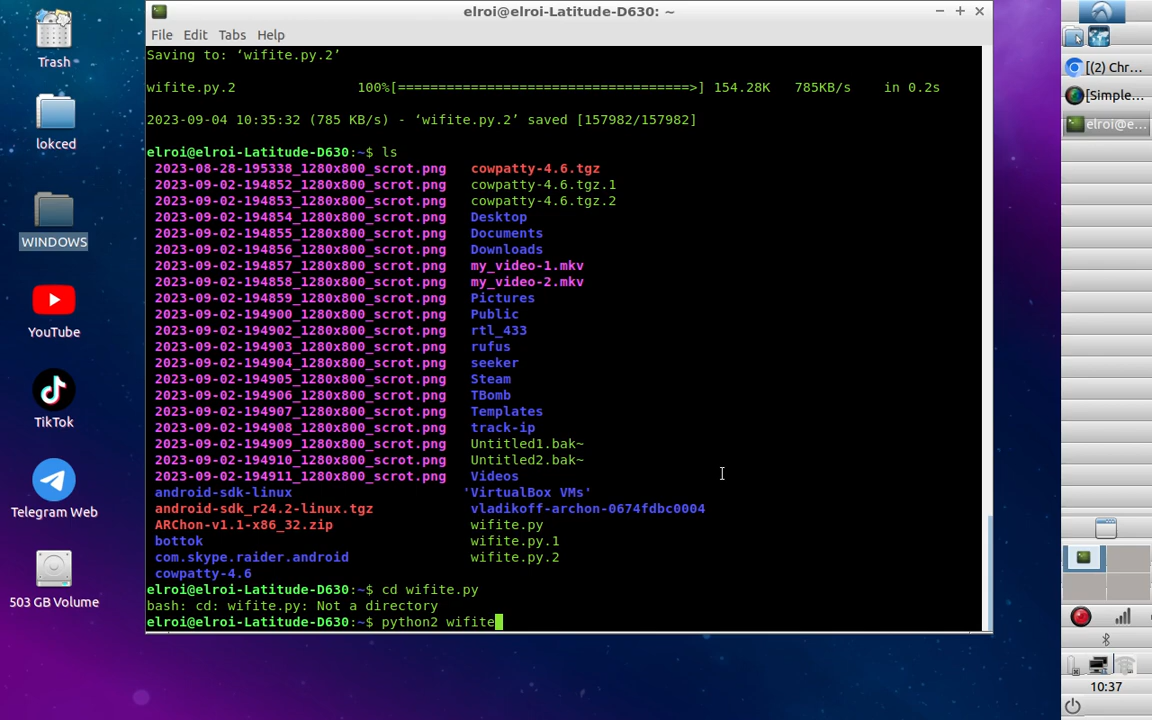 elroi@elroi-Latitude-D630: ~
File Edit Tabs Help
Saving to: ‘wifite.py.2’
wifite.py.2 100%[===================================>] 154.28K 785KB/s in 0.2s
2023-09-04 10:35:32 (785 KB/s) - ‘wifite.py.2’ saved [157982/157982]
elroi@elroi-Latitude-D630:~$ ls
2023-08-28-195338_1280x800_scrot.png cowpatty-4.6.tgz
2023-09-02-194852_1280x800_scrot.png cowpatty-4.6.tgz.1
2023-09-02-194853_1280x800_scrot.png cowpatty-4.6.tgz.2
2023-09-02-194854_1280x800_scrot.png Desktop
2023-09-02-194855_1280x800_scrot.png Documents
2023-09-02-194856_1280x800_scrot.png Downloads
2023-09-02-194857_1280x800_scrot.png my_video-1.mkv
2023-09-02-194858_1280x800_scrot.png my_video-2.mkv
2023-09-02-194859_1280x800_scrot.png Pictures
2023-09-02-194900_1280x800_scrot.png Public
2023-09-02-194902_1280x800_scrot.png rtl_433
2023-09-02-194903_1280x800_scrot.png rufus
2023-09-02-194904_1280x800_scrot.png seeker
2023-09-02-194905_1280x800_scrot.png Steam
2023-09-02-194906_1280x800_scrot.png TBomb
2023-09-02-194907_1280x800_scrot.png Templates
2023-09-02-194908_1280x800_scrot.png track-ip
2023-09-02-194909_1280x800_scrot.png Untitled1.bak~
2023-09-02-194910_1280x800_scrot.png Untitled2.bak~
2023-09-02-194911_1280x800_scrot.png Videos
android-sdk-linux 'VirtualBox VMs'
android-sdk_r24.2-linux.tgz vladikoff-archon-0674fdbc0004
ARChon-v1.1-x86_32.zip wifite.py
bottok wifite.py.1
com.skype.raider.android wifite.py.2
cowpatty-4.6
elroi@elroi-Latitude-D630:~$ cd wifite.py
bash: cd: wifite.py: Not a directory
elroi@elroi-Latitude-D630:~$ python2 wifite
Trash
lokced
WINDOWS
YouTube
TikTok
Telegram Web
503 GB Volume
[(2) Chr...
[Simple...
elroi@e...
10:37